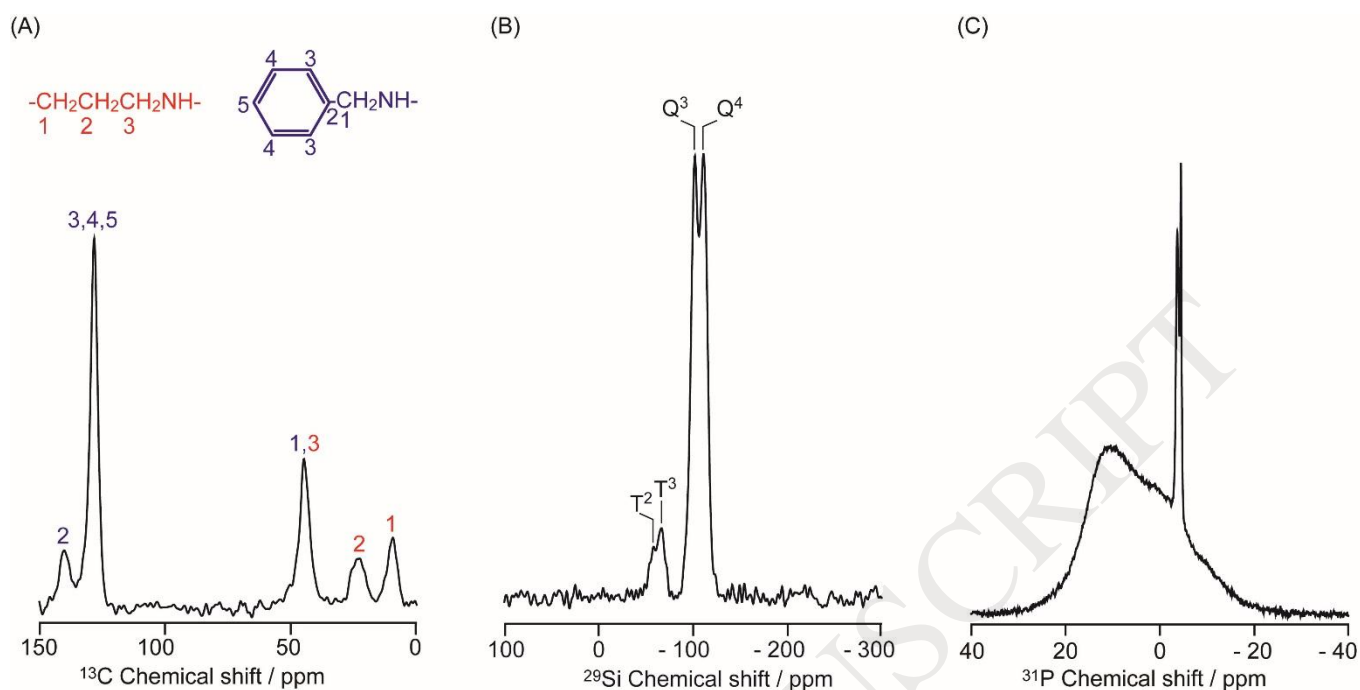 (A)
-CH₂CH₂CH₂NH-
1 2 3
4 3
5 CH₂NH-
21
4 3
3,4,5
2
1,3
2
1
150 100 50 0
¹³C Chemical shift / ppm
(B)
Q³ Q⁴
T² T³
100 0 - 100 - 200 - 300
²⁹Si Chemical shift / ppm
(C)
40 20 0 - 20 - 40
³¹P Chemical shift / ppm
USCRIPT